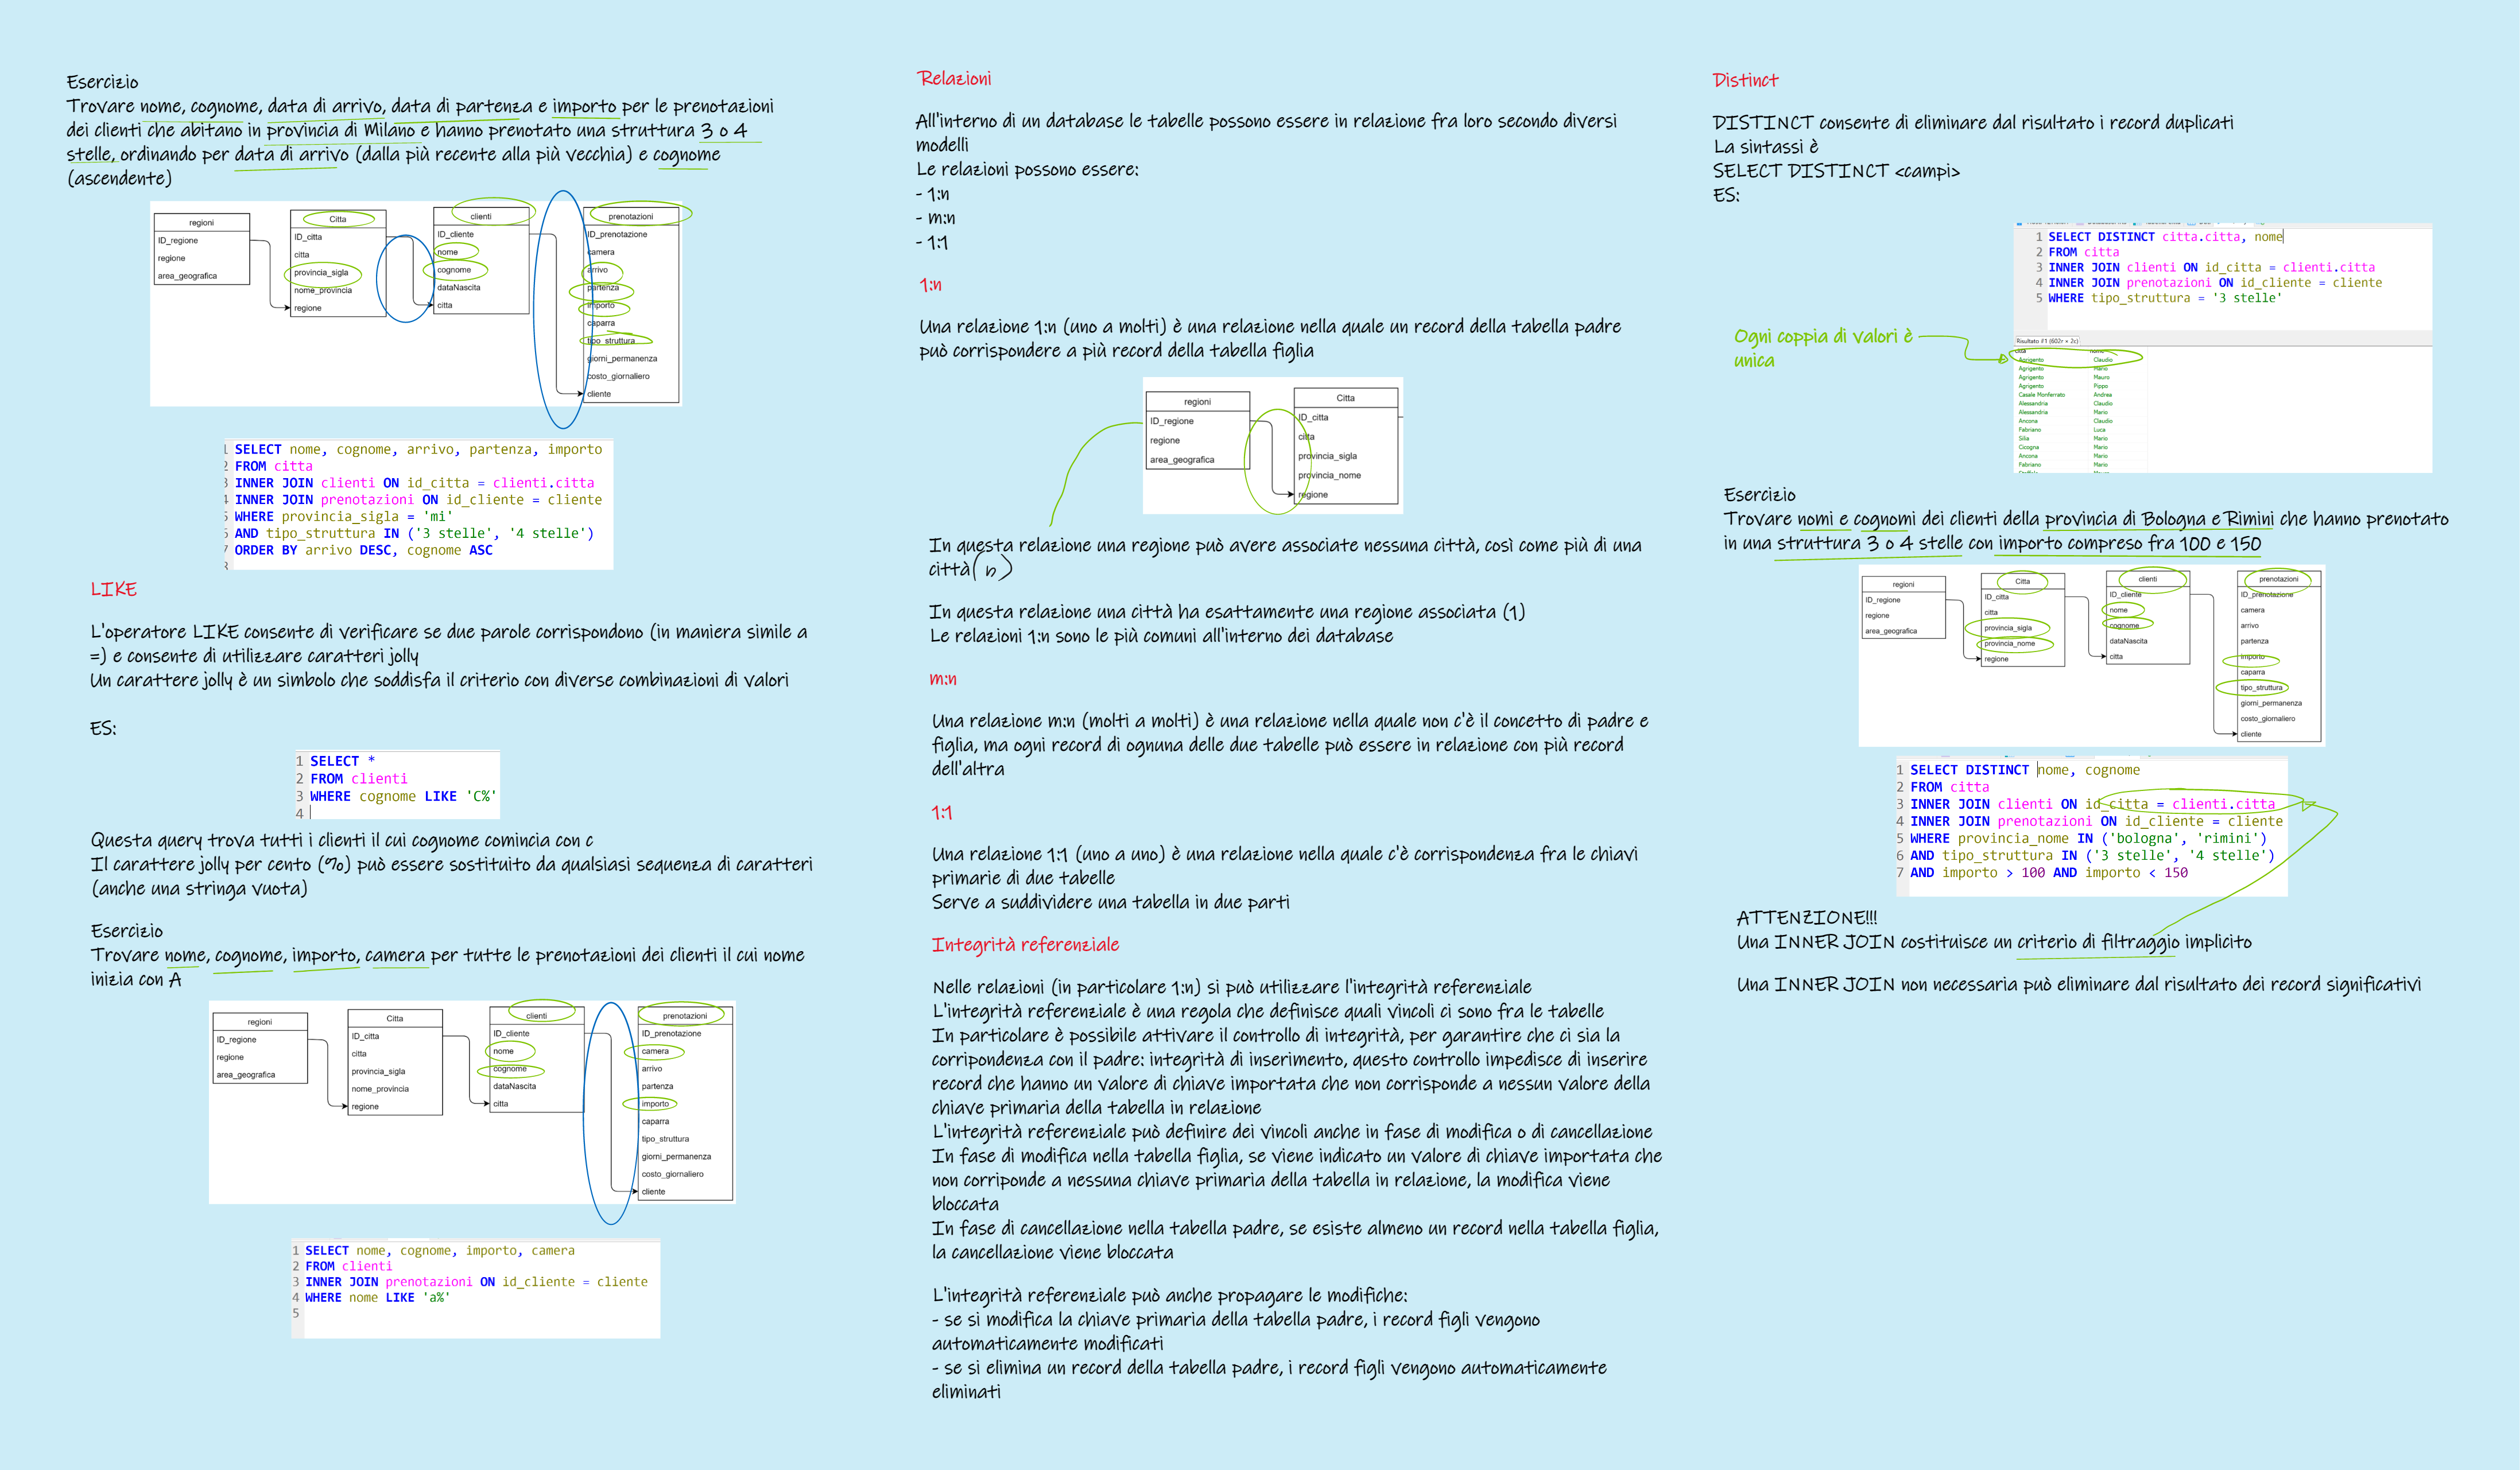 Esercizio
Trovare nome, cognome, data di arrivo, data di partenza e importo per le prenotazioni
dei clienti che abitano in provincia di Milano e hanno prenotato una struttura 3 o 4
stelle, ordinando per data di arrivo (dalla più recente alla più vecchia) e cognome
(ascendente)
regioni
ID_regione
regione
area_geografica
Citta
ID_citta
citta
provincia_sigla
nome_provincia
regione
clienti
ID_cliente
nome
cognome
dataNascita
citta
prenotazioni
ID_prenotazione
camera
arrivo
partenza
importo
caparra
tipo_struttura
giorni_permanenza
costo_giornaliero
cliente
1 SELECT nome, cognome, arrivo, partenza, importo
2 FROM citta
3 INNER JOIN clienti ON id_citta = clienti.citta
4 INNER JOIN prenotazioni ON id_cliente = cliente
5 WHERE provincia_sigla = 'mi'
6 AND tipo_struttura IN ('3 stelle', '4 stelle')
7 ORDER BY arrivo DESC, cognome ASC
8
LIKE
L'operatore LIKE consente di verificare se due parole corrispondono (in maniera simile a
=) e consente di utilizzare caratteri jolly
Un carattere jolly è un simbolo che soddisfa il criterio con diverse combinazioni di valori
ES:
1 SELECT *
2 FROM clienti
3 WHERE cognome LIKE 'C%'
4
Questa query trova tutti i clienti il cui cognome comincia con c
Il carattere jolly per cento (%) può essere sostituito da qualsiasi sequenza di caratteri
(anche una stringa vuota)
Esercizio
Trovare nome, cognome, importo, camera per tutte le prenotazioni dei clienti il cui nome
inizia con A
regioni
ID_regione
regione
area_geografica
Citta
ID_citta
citta
provincia_sigla
nome_provincia
regione
clienti
ID_cliente
nome
cognome
dataNascita
citta
prenotazioni
ID_prenotazione
camera
arrivo
partenza
importo
caparra
tipo_struttura
giorni_permanenza
costo_giornaliero
cliente
1 SELECT nome, cognome, importo, camera
2 FROM clienti
3 INNER JOIN prenotazioni ON id_cliente = cliente
4 WHERE nome LIKE 'a%'
5
Relazioni
All'interno di un database le tabelle possono essere in relazione fra loro secondo diversi
modelli
Le relazioni possono essere:
- 1:n
- m:n
- 1:1
1:n
Una relazione 1:n (uno a molti) è una relazione nella quale un record della tabella padre
può corrispondere a più record della tabella figlia
regioni
ID_regione
regione
area_geografica
Citta
ID_citta
citta
provincia_sigla
provincia_nome
regione
In questa relazione una regione può avere associate nessuna città, così come più di una
città (n)
In questa relazione una città ha esattamente una regione associata (1)
Le relazioni 1:n sono le più comuni all'interno dei database
m:n
Una relazione m:n (molti a molti) è una relazione nella quale non c'è il concetto di padre e
figlia, ma ogni record di ognuna delle due tabelle può essere in relazione con più record
dell'altra
1:1
Una relazione 1:1 (uno a uno) è una relazione nella quale c'è corrispondenza fra le chiavi
primarie di due tabelle
Serve a suddividere una tabella in due parti
Integrità referenziale
Nelle relazioni (in particolare 1:n) si può utilizzare l'integrità referenziale
L'integrità referenziale è una regola che definisce quali vincoli ci sono fra le tabelle
In particolare è possibile attivare il controllo di integrità, per garantire che ci sia la
corripondenza con il padre: integrità di inserimento, questo controllo impedisce di inserire
record che hanno un valore di chiave importata che non corrisponde a nessun valore della
chiave primaria della tabella in relazione
L'integrità referenziale può definire dei vincoli anche in fase di modifica o di cancellazione
In fase di modifica nella tabella figlia, se viene indicato un valore di chiave importata che
non corriponde a nessuna chiave primaria della tabella in relazione, la modifica viene
bloccata
In fase di cancellazione nella tabella padre, se esiste almeno un record nella tabella figlia,
la cancellazione viene bloccata
L'integrità referenziale può anche propagare le modifiche:
- se si modifica la chiave primaria della tabella padre, i record figli vengono
automaticamente modificati
- se si elimina un record della tabella padre, i record figli vengono automaticamente
eliminati
Distinct
DISTINCT consente di eliminare dal risultato i record duplicati
La sintassi è
SELECT DISTINCT <campi>
ES:
1 SELECT DISTINCT citta.citta, nome
2 FROM citta
3 INNER JOIN clienti ON id_citta = clienti.citta
4 INNER JOIN prenotazioni ON id_cliente = cliente
5 WHERE tipo_struttura = '3 stelle'
Ogni coppia di valori è
unica
Risultato #1 (602r × 2c)
citta nome
Agrigento Claudio
Agrigento Mario
Agrigento Mauro
Agrigento Pippo
Casale Monferrato Andrea
Alessandria Claudio
Alessandria Mario
Ancona Claudio
Fabriano Luca
Silia Mario
Cicogna Mario
Ancona Mario
Fabriano Mario
Esercizio
Trovare nomi e cognomi dei clienti della provincia di Bologna e Rimini che hanno prenotato
in una struttura 3 o 4 stelle con importo compreso fra 100 e 150
regioni
ID_regione
regione
area_geografica
Citta
ID_citta
citta
provincia_sigla
provincia_nome
regione
clienti
ID_cliente
nome
cognome
dataNascita
citta
prenotazioni
ID_prenotazione
camera
arrivo
partenza
importo
caparra
tipo_struttura
giorni_permanenza
costo_giornaliero
cliente
1 SELECT DISTINCT nome, cognome
2 FROM citta
3 INNER JOIN clienti ON id_citta = clienti.citta
4 INNER JOIN prenotazioni ON id_cliente = cliente
5 WHERE provincia_nome IN ('bologna', 'rimini')
6 AND tipo_struttura IN ('3 stelle', '4 stelle')
7 AND importo > 100 AND importo < 150
ATTENZIONE!!!
Una INNER JOIN costituisce un criterio di filtraggio implicito
Una INNER JOIN non necessaria può eliminare dal risultato dei record significativi